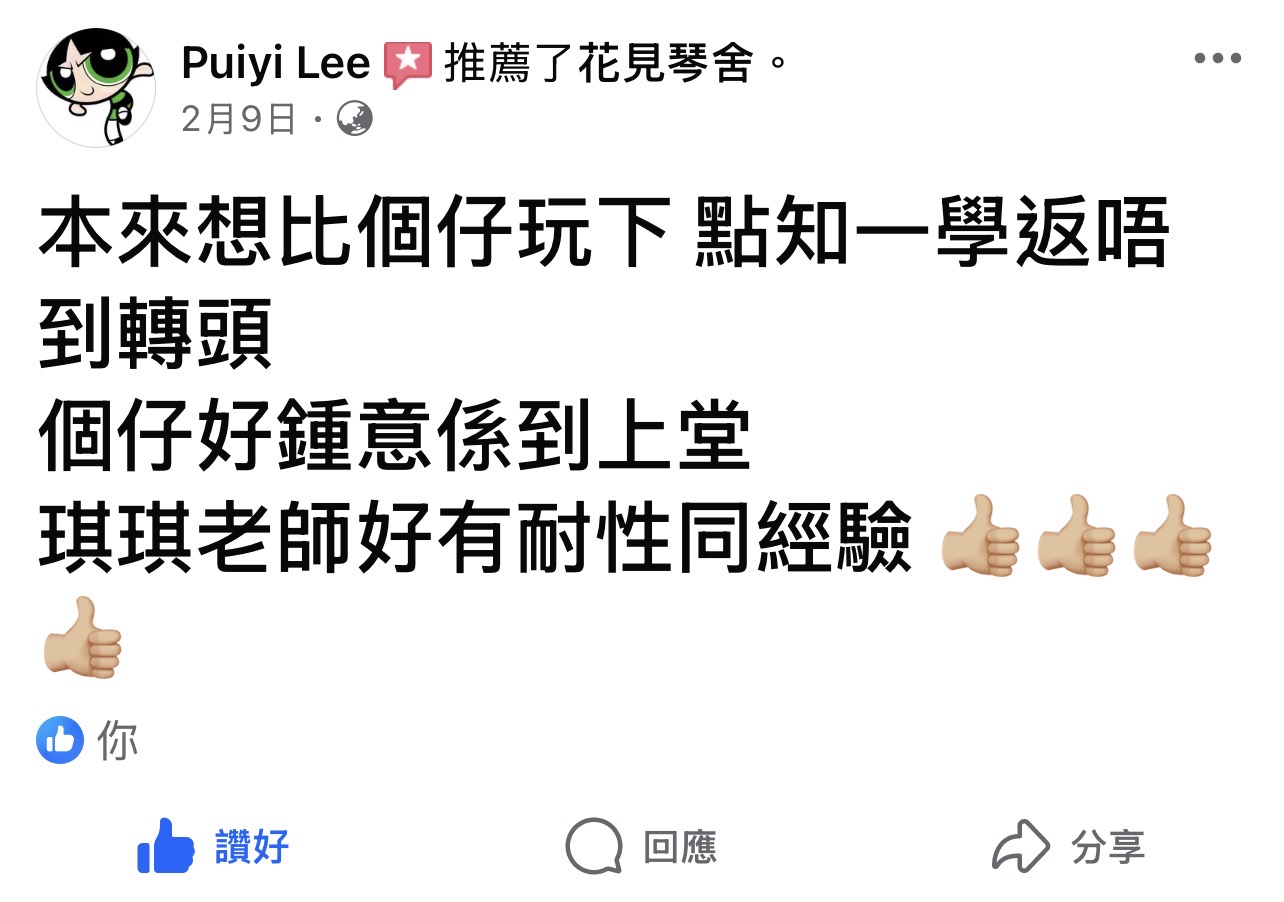 Puiyi Lee 推薦了花見琴舍。
2月9日 ·
本來想比個仔玩下 點知一學返唔
到轉頭
個仔好鍾意係到上堂
琪琪老師好有耐性同經驗 👍🏼👍🏼👍🏼
👍🏼
你
讚好 回應 分享